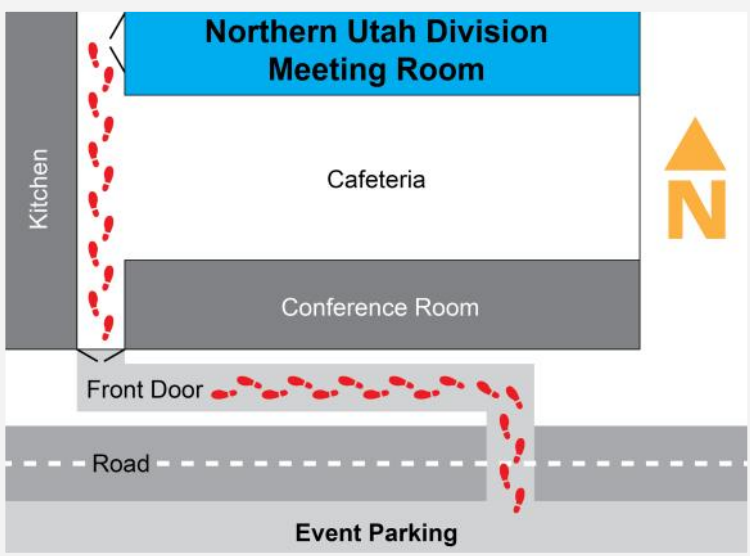 Northern Utah Division
Meeting Room
Kitchen
Cafeteria
N
Conference Room
Front Door
Road
Event Parking